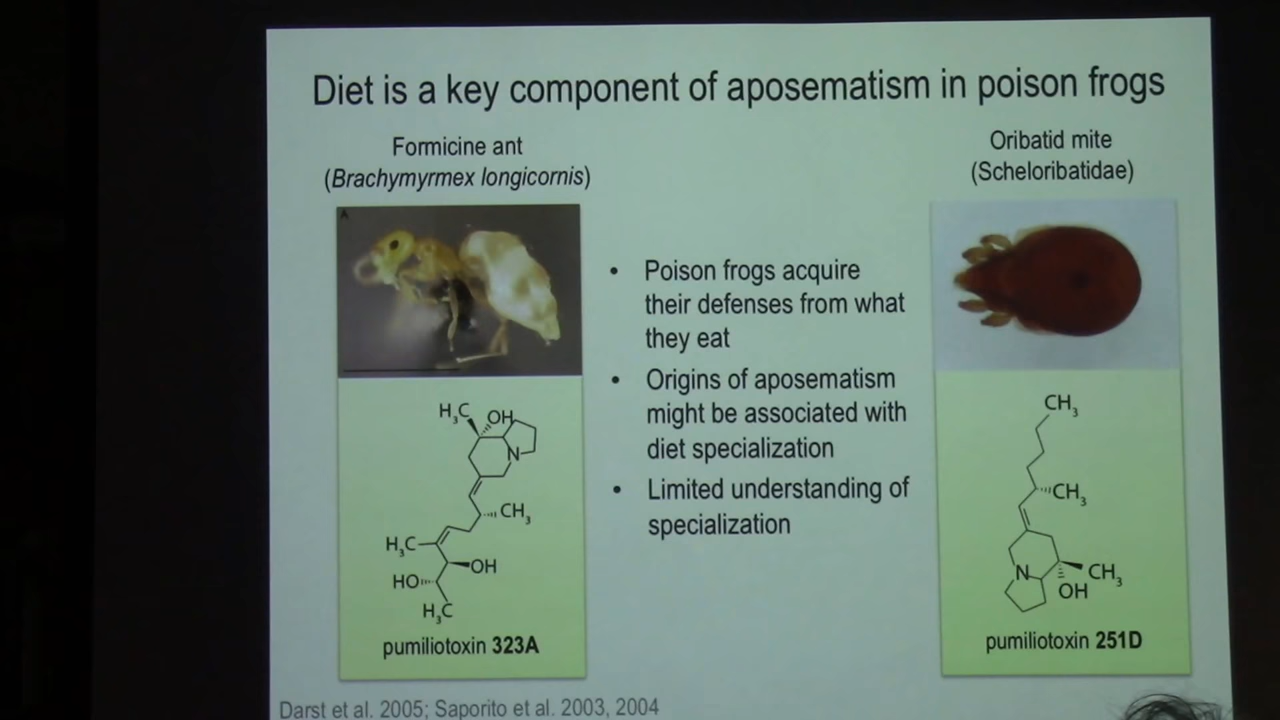 Diet is a key component of aposematism in poison frogs
Formicine ant
(Brachymyrmex longicornis)
A
H₃C
OH
N
CH₃
H₃C
OH
HO
H₃C
pumiliotoxin 323A
• Poison frogs acquire
their defenses from what
they eat
• Origins of aposematism
might be associated with
diet specialization
• Limited understanding of
specialization
Oribatid mite
(Scheloribatidae)
CH₃
CH₃
N
CH₃
OH
pumiliotoxin 251D
Darst et al. 2005; Saporito et al. 2003, 2004